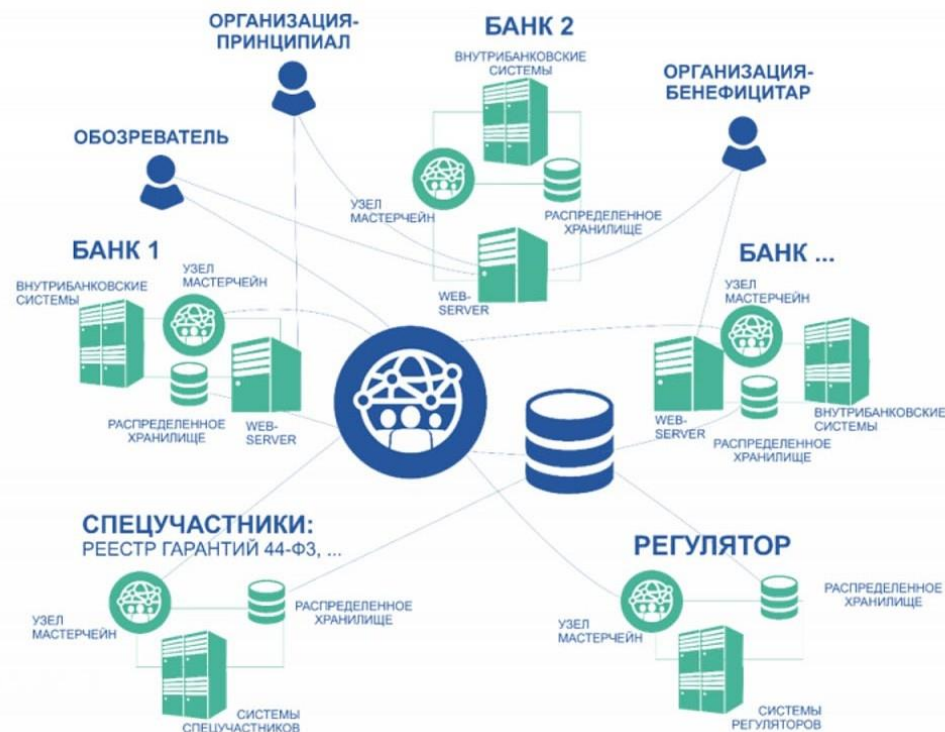 ОРГАНИЗАЦИЯ-
ПРИНЦИПИАЛ
БАНК 2
ВНУТРИБАНКОВСКИЕ
СИСТЕМЫ
ОРГАНИЗАЦИЯ-
БЕНЕФИЦИТАР
ОБОЗРЕВАТЕЛЬ
УЗЕЛ
МАСТЕРЧЕЙН
РАСПРЕДЕЛЕННОЕ
ХРАНИЛИЩЕ
WEB-
SERVER
БАНК 1
ВНУТРИБАНКОВСКИЕ
СИСТЕМЫ
УЗЕЛ
МАСТЕРЧЕЙН
РАСПРЕДЕЛЕННОЕ
ХРАНИЛИЩЕ
WEB-
SERVER
БАНК ...
УЗЕЛ
МАСТЕРЧЕЙН
WEB-
SERVER
РАСПРЕДЕЛЕННОЕ
ХРАНИЛИЩЕ
ВНУТРИБАНКОВСКИЕ
СИСТЕМЫ
СПЕЦУЧАСТНИКИ:
РЕЕСТР ГАРАНТИЙ 44-ФЗ, ...
УЗЕЛ
МАСТЕРЧЕЙН
РАСПРЕДЕЛЕННОЕ
ХРАНИЛИЩЕ
СИСТЕМЫ
СПЕЦУЧАСТНИКОВ
РЕГУЛЯТОР
УЗЕЛ
МАСТЕРЧЕЙН
РАСПРЕДЕЛЕННОЕ
ХРАНИЛИЩЕ
СИСТЕМЫ
РЕГУЛЯТОРОВ